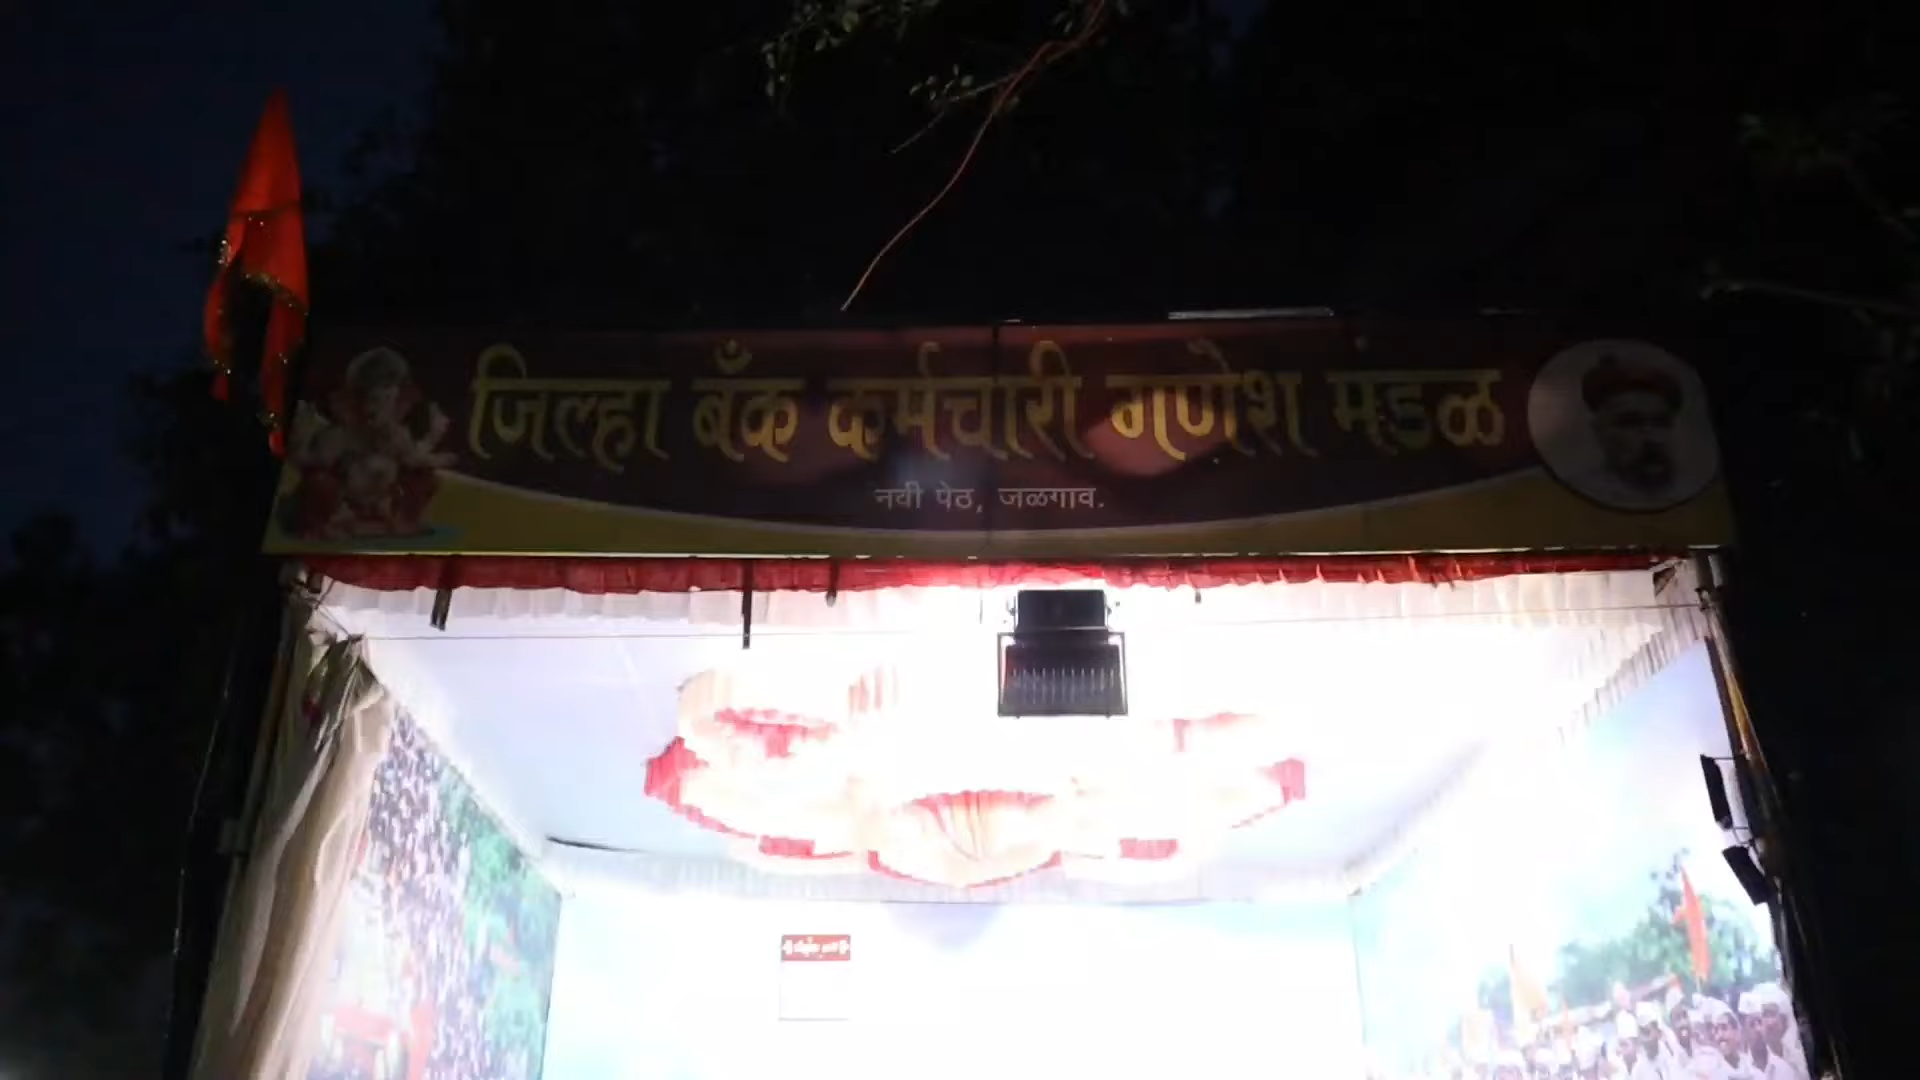 जिल्हा बँक कर्मचारी गणेश मंडळ
नवी पेठ, जळगाव.